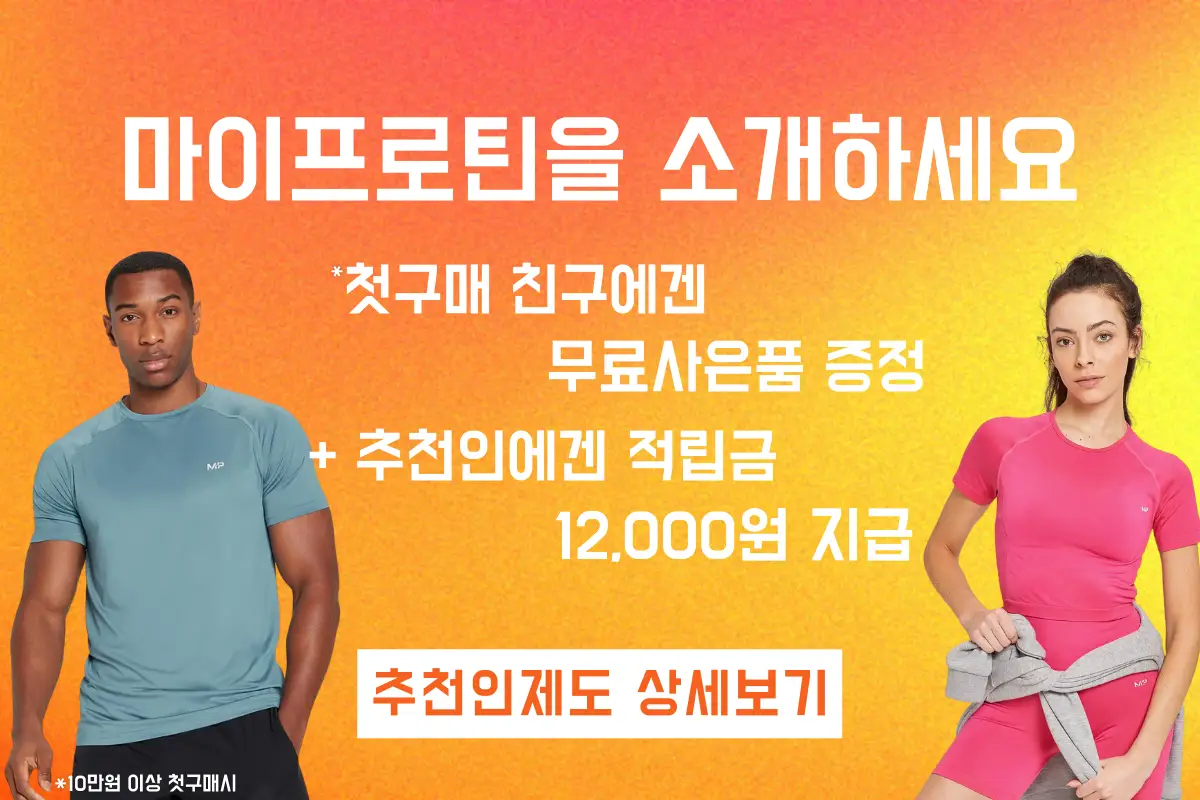 마이프로틴을 소개하세요
*첫구매 친구에겐
무료사은품 증정
+ 추천인에겐 적립금
12,000원 지급
MP
MP
MP
추천인제도 상세보기
*10만원 이상 첫구매시